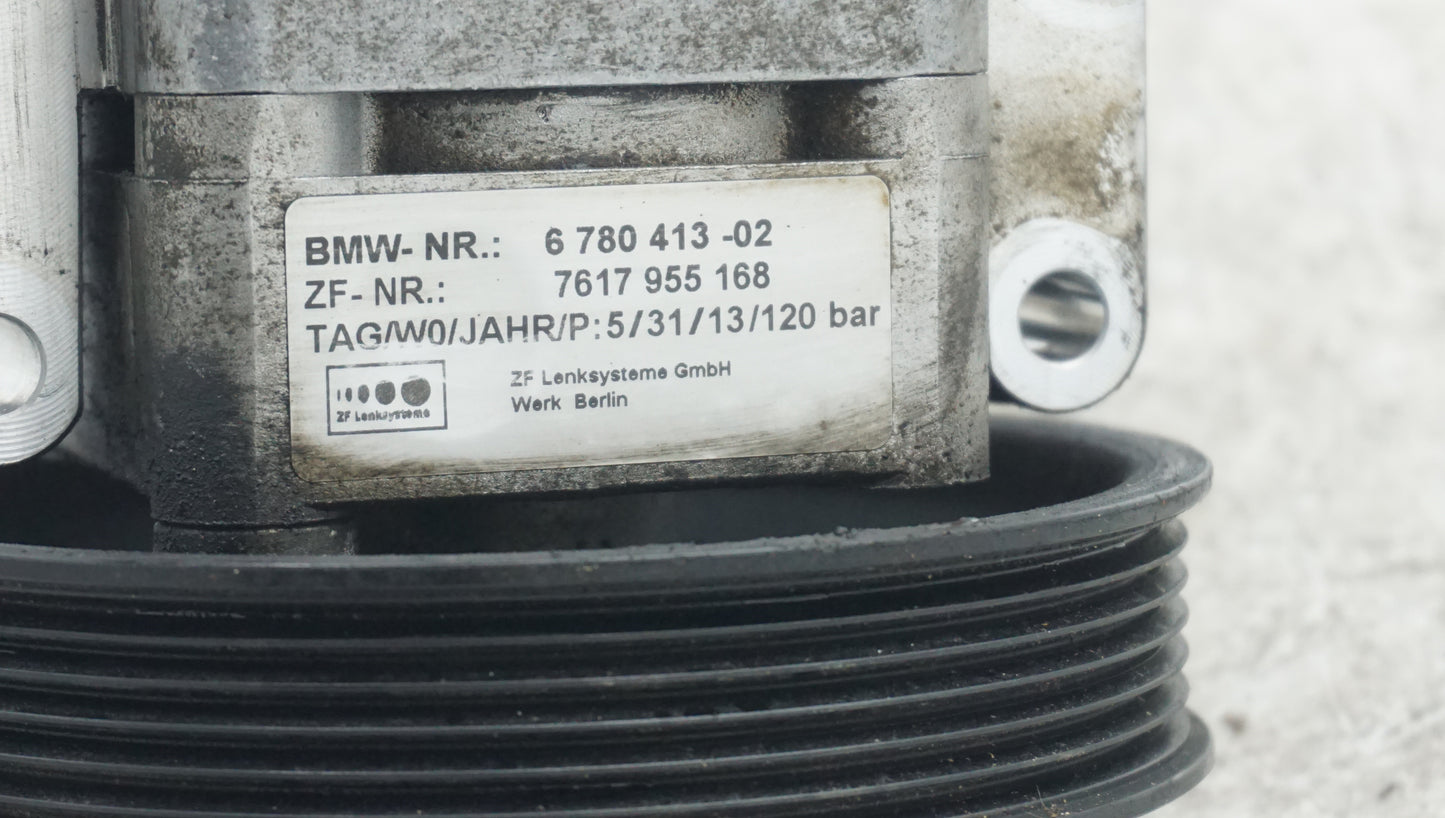 BMW- NR.: 6 780 413 -02
ZF- NR.: 7617 955 168
TAG/W0/JAHR/P: 5/31/13/120 bar
ZF Lenksysteme GmbH
Werk Berlin
ZF Lenksysteme